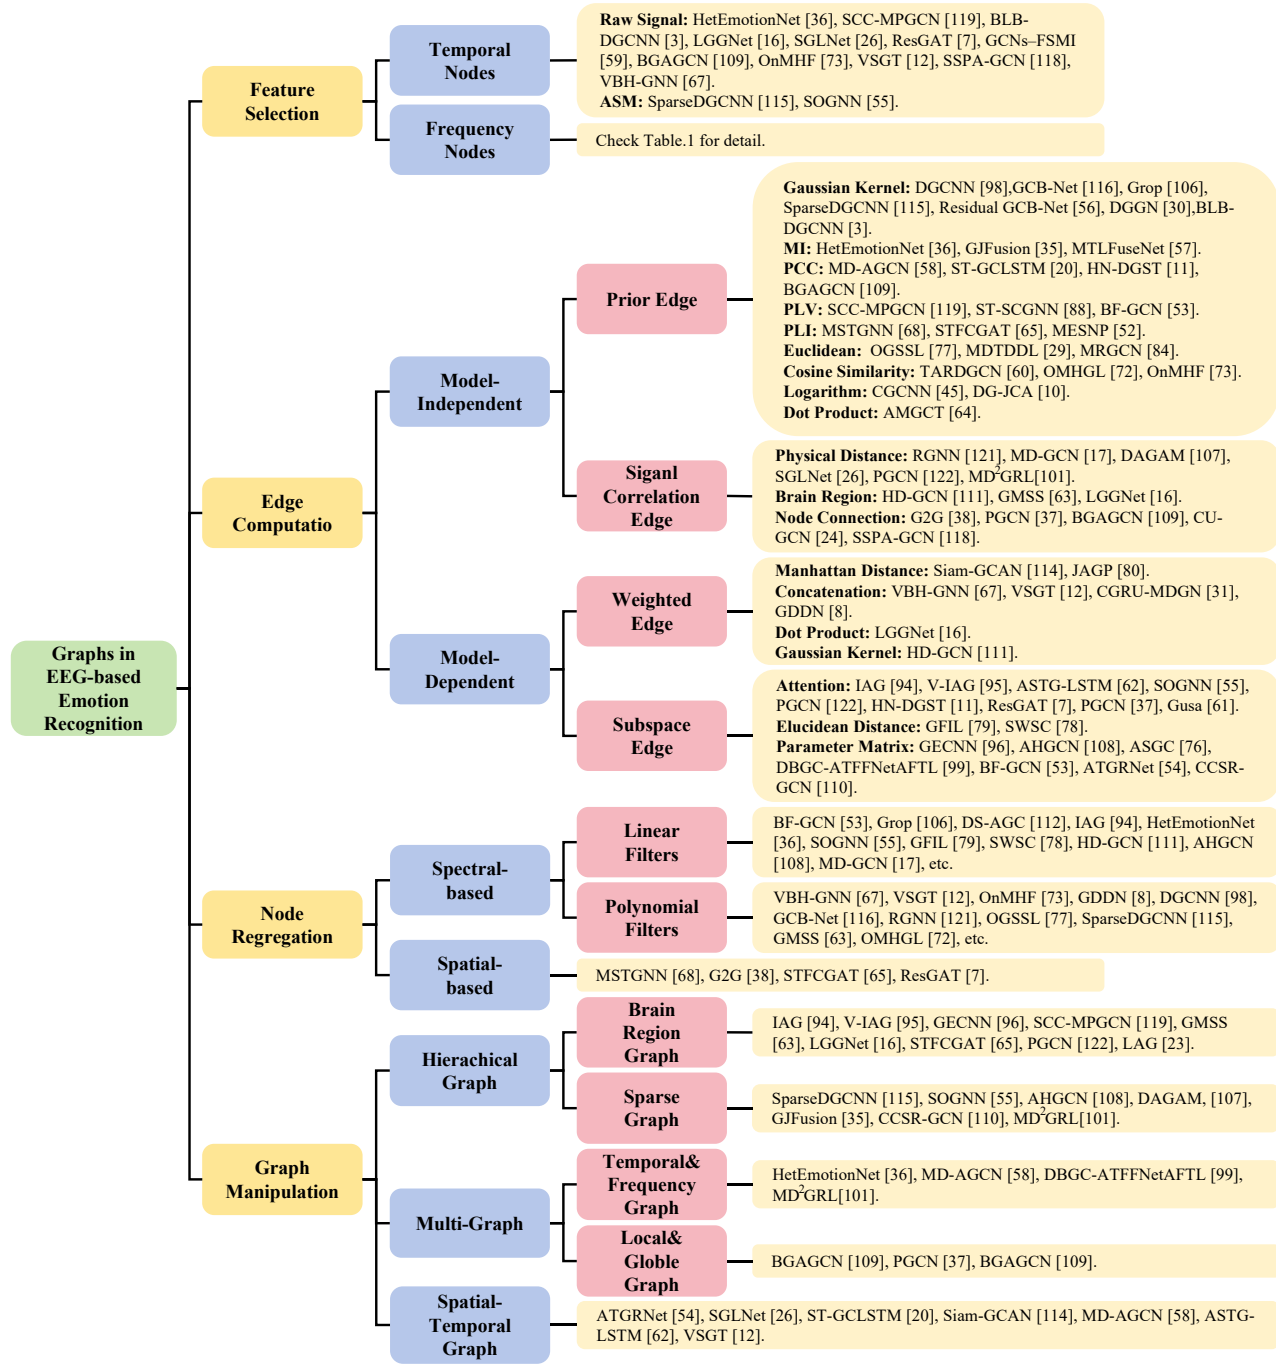 Graphs in
EEG-based
Emotion
Recognition
Feature
Selection
Temporal
Nodes
Raw Signal: HetEmotionNet [36], SCC-MPGCN [119], BLB-
DGCNN [3], LGGNet [16], SGLNet [26], ResGAT [7], GCNs–FSMI
[59], BGAGCN [109], OnMHF [73], VSGT [12], SSPA-GCN [118],
VBH-GNN [67].
ASM: SparseDGCNN [115], SOGNN [55].
Frequency
Nodes
Check Table.1 for detail.
Edge
Computatio
Model-
Independent
Prior Edge
Gaussian Kernel: DGCNN [98],GCB-Net [116], Grop [106],
SparseDGCNN [115], Residual GCB-Net [56], DGGN [30],BLB-
DGCNN [3].
MI: HetEmotionNet [36], GJFusion [35], MTLFuseNet [57].
PCC: MD-AGCN [58], ST-GCLSTM [20], HN-DGST [11],
BGAGCN [109].
PLV: SCC-MPGCN [119], ST-SCGNN [88], BF-GCN [53].
PLI: MSTGNN [68], STFCGAT [65], MESNP [52].
Euclidean: OGSSL [77], MDTDDL [29], MRGCN [84].
Cosine Similarity: TARDGCN [60], OMHGL [72], OnMHF [73].
Logarithm: CGCNN [45], DG-JCA [10].
Dot Product: AMGCT [64].
Siganl
Correlation
Edge
Physical Distance: RGNN [121], MD-GCN [17], DAGAM [107],
SGLNet [26], PGCN [122], MD²GRL[101].
Brain Region: HD-GCN [111], GMSS [63], LGGNet [16].
Node Connection: G2G [38], PGCN [37], BGAGCN [109], CU-
GCN [24], SSPA-GCN [118].
Model-
Dependent
Weighted
Edge
Manhattan Distance: Siam-GCAN [114], JAGP [80].
Concatenation: VBH-GNN [67], VSGT [12], CGRU-MDGN [31],
GDDN [8].
Dot Product: LGGNet [16].
Gaussian Kernel: HD-GCN [111].
Subspace
Edge
Attention: IAG [94], V-IAG [95], ASTG-LSTM [62], SOGNN [55],
PGCN [122], HN-DGST [11], ResGAT [7], PGCN [37], Gusa [61].
Elucidean Distance: GFIL [79], SWSC [78].
Parameter Matrix: GECNN [96], AHGCN [108], ASGC [76],
DBGC-ATFFNetAFTL [99], BF-GCN [53], ATGRNet [54], CCSR-
GCN [110].
Node
Regregation
Spectral-
based
Linear
Filters
BF-GCN [53], Grop [106], DS-AGC [112], IAG [94], HetEmotionNet
[36], SOGNN [55], GFIL [79], SWSC [78], HD-GCN [111], AHGCN
[108], MD-GCN [17], etc.
Polynomial
Filters
VBH-GNN [67], VSGT [12], OnMHF [73], GDDN [8], DGCNN [98],
GCB-Net [116], RGNN [121], OGSSL [77], SparseDGCNN [115],
GMSS [63], OMHGL [72], etc.
Spatial-
based
MSTGNN [68], G2G [38], STFCGAT [65], ResGAT [7].
Graph
Manipulation
Hierachical
Graph
Brain
Region
Graph
IAG [94], V-IAG [95], GECNN [96], SCC-MPGCN [119], GMSS
[63], LGGNet [16], STFCGAT [65], PGCN [122], LAG [23].
Sparse
Graph
SparseDGCNN [115], SOGNN [55], AHGCN [108], DAGAM, [107],
GJFusion [35], CCSR-GCN [110], MD²GRL[101].
Multi-Graph
Temporal&
Frequency
Graph
HetEmotionNet [36], MD-AGCN [58], DBGC-ATFFNetAFTL [99],
MD²GRL[101].
Local&
Globle
Graph
BGAGCN [109], PGCN [37], BGAGCN [109].
Spatial-
Temporal
Graph
ATGRNet [54], SGLNet [26], ST-GCLSTM [20], Siam-GCAN [114], MD-AGCN [58], ASTG-
LSTM [62], VSGT [12].